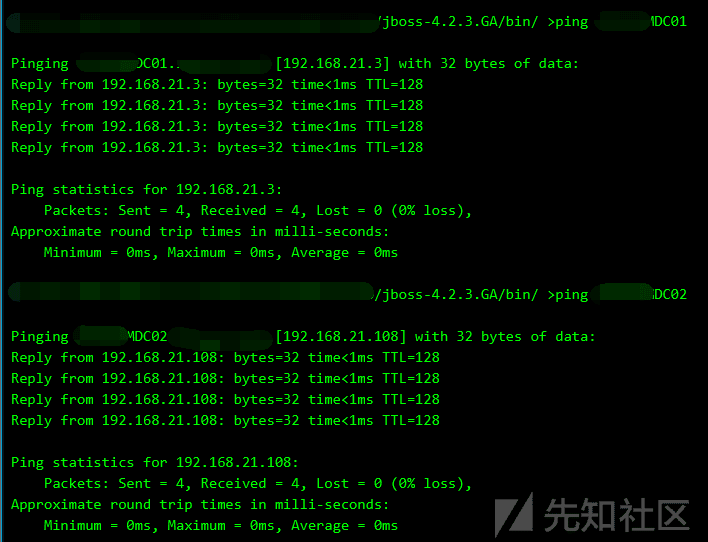 /jboss-4.2.3.GA/bin/ >ping MDC01
Pinging DC01. [192.168.21.3] with 32 bytes of data:
Reply from 192.168.21.3: bytes=32 time<1ms TTL=128
Reply from 192.168.21.3: bytes=32 time<1ms TTL=128
Reply from 192.168.21.3: bytes=32 time<1ms TTL=128
Reply from 192.168.21.3: bytes=32 time<1ms TTL=128
Ping statistics for 192.168.21.3:
Packets: Sent = 4, Received = 4, Lost = 0 (0% loss),
Approximate round trip times in milli-seconds:
Minimum = 0ms, Maximum = 0ms, Average = 0ms
/jboss-4.2.3.GA/bin/ >ping DC02
Pinging MDC02 [192.168.21.108] with 32 bytes of data:
Reply from 192.168.21.108: bytes=32 time<1ms TTL=128
Reply from 192.168.21.108: bytes=32 time<1ms TTL=128
Reply from 192.168.21.108: bytes=32 time<1ms TTL=128
Reply from 192.168.21.108: bytes=32 time<1ms TTL=128
Ping statistics for 192.168.21.108:
Packets: Sent = 4, Received = 4, Lost = 0 (0% loss),
Approximate round trip times in milli-seconds:
Minimum = 0ms, Maximum = 0ms, Average = 0ms
先知社区